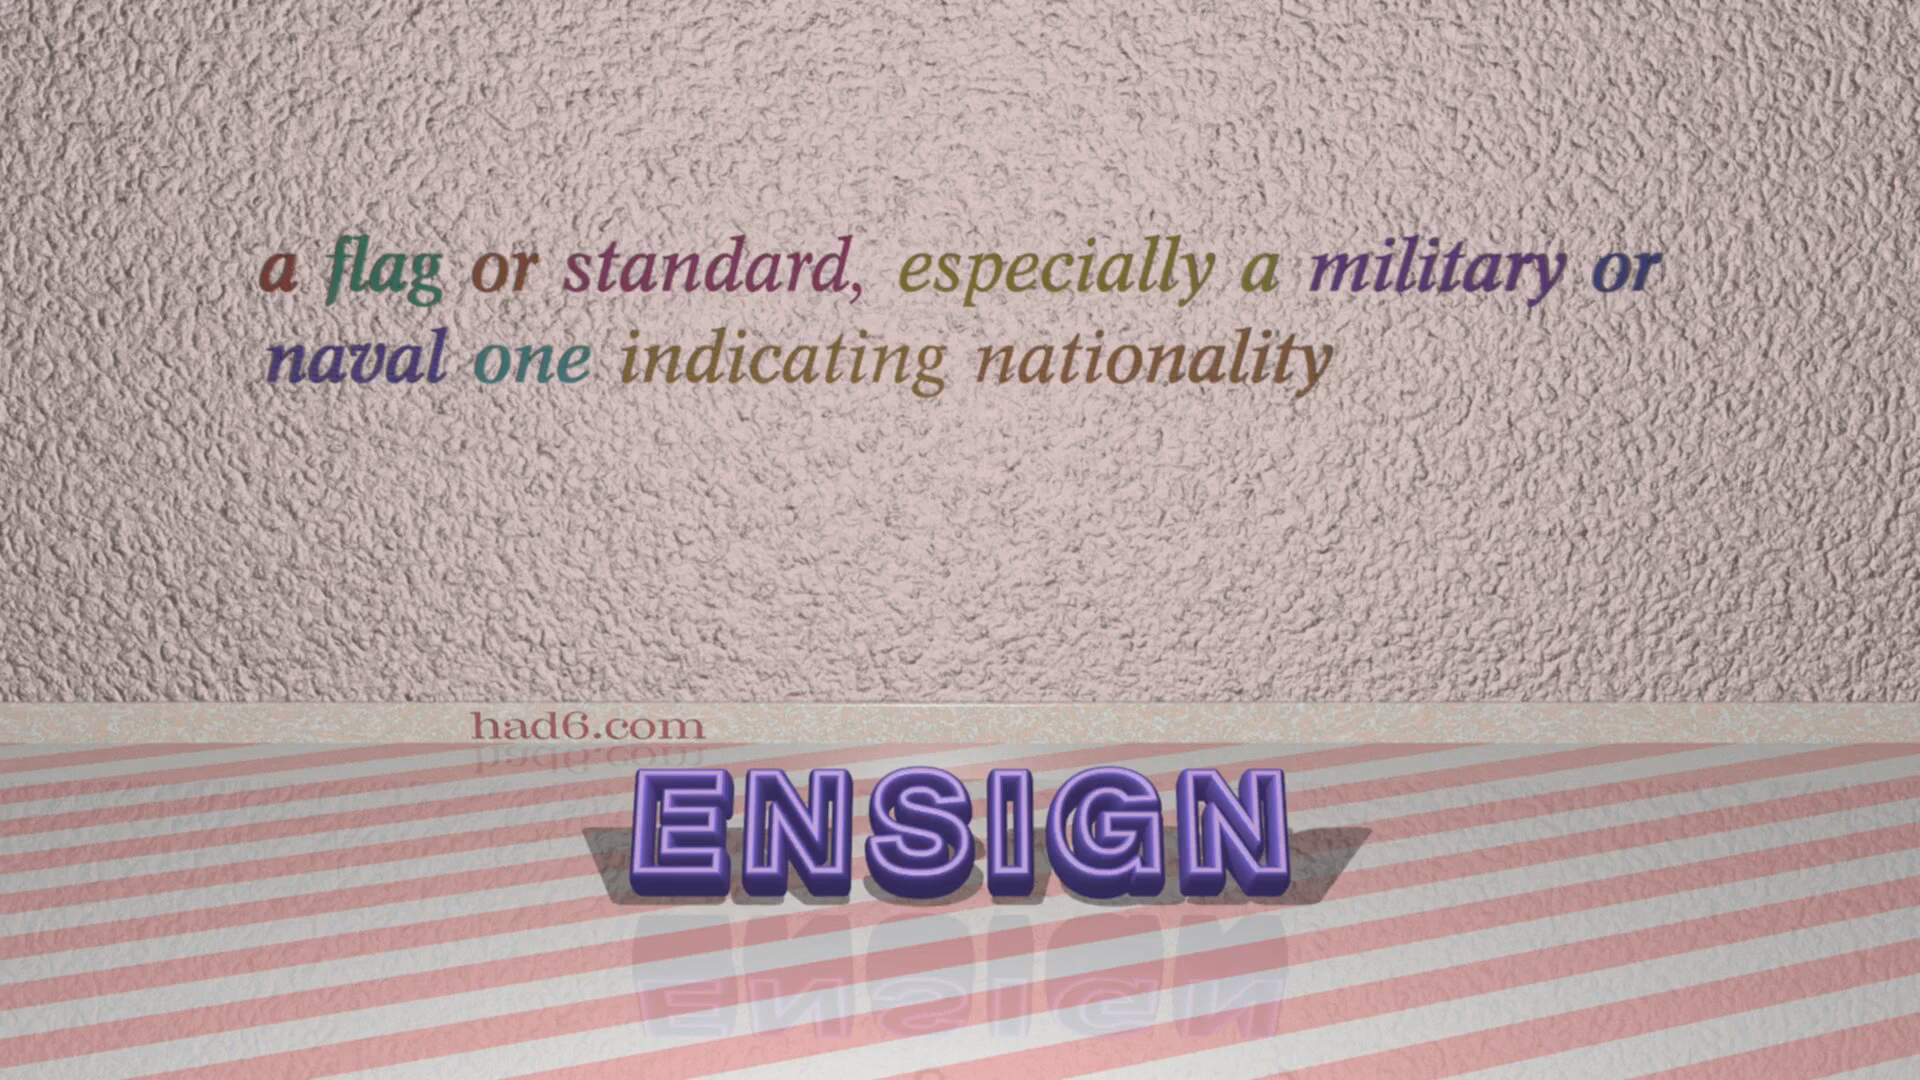 a flag or standard, especially a military or
naval one indicating nationality
had6.com
ENSIGN